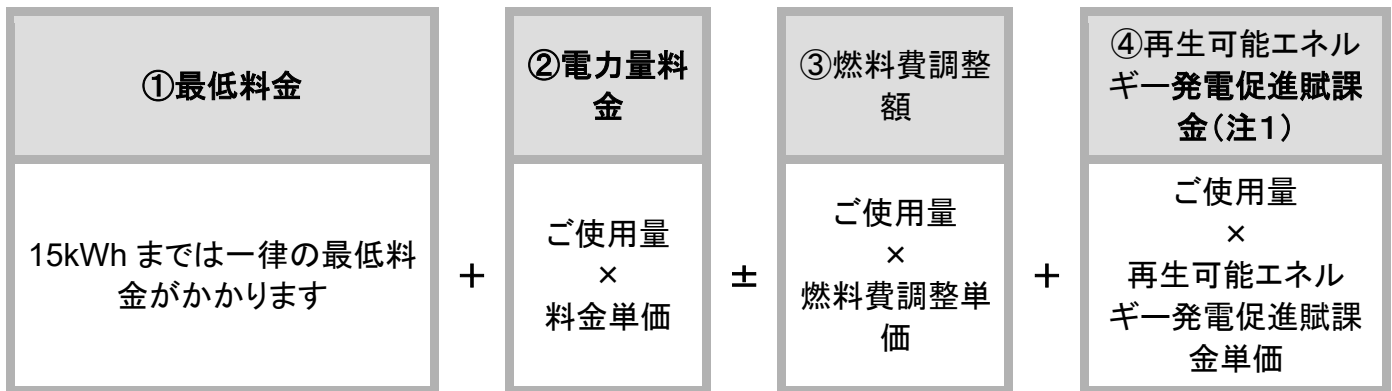 ①最低料金
15kWh までは一律の最低料
金がかかります
+
②電力量料
金
ご使用量
×
料金単価
±
③燃料費調整
額
ご使用量
×
燃料費調整単
価
+
④再生可能エネル
ギー発電促進賦課
金(注1)
ご使用量
×
再生可能エネル
ギー発電促進賦課
金単価